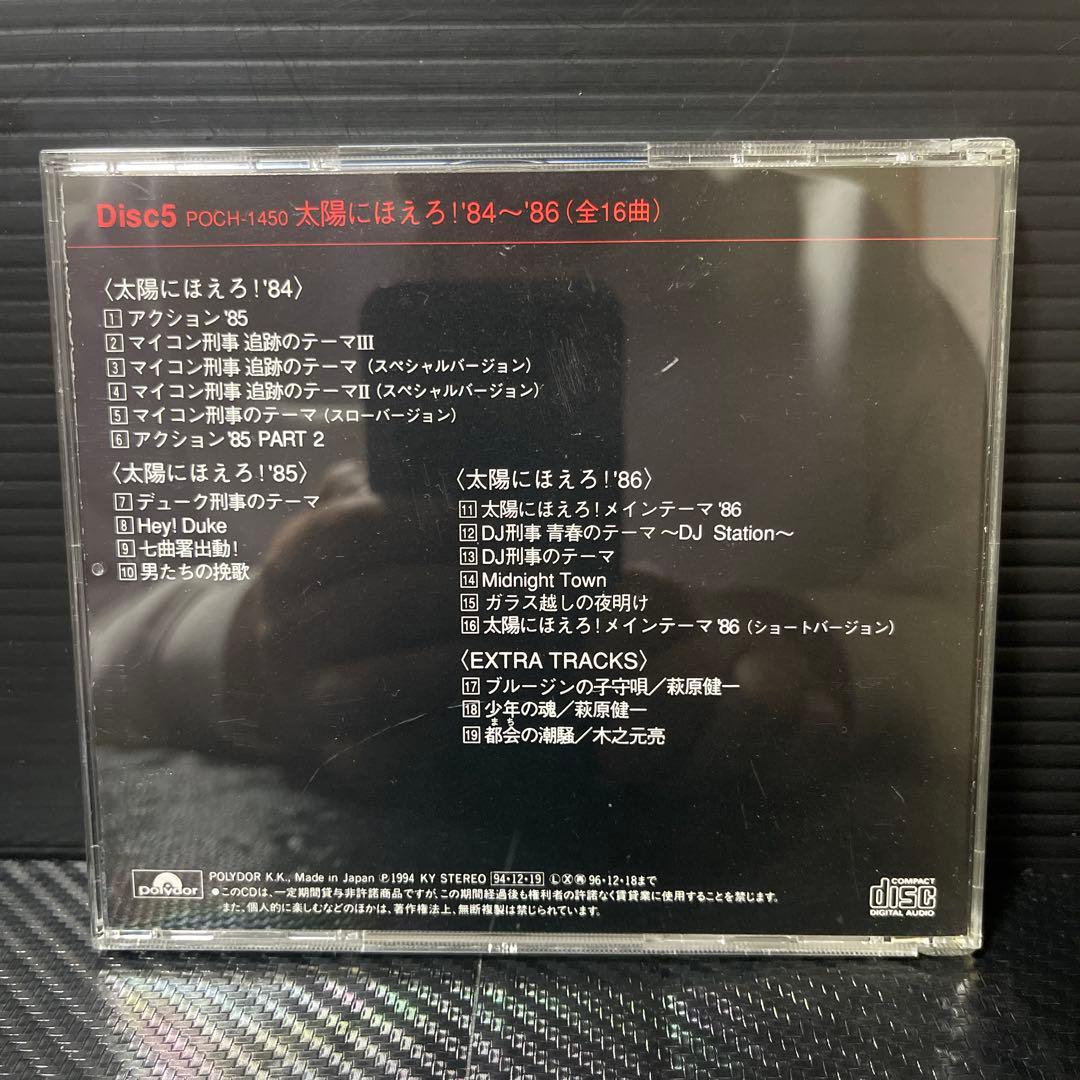 Disc5 POCH-1450 太陽にほえろ!'84〜'86(全16曲)
〈太陽にほえろ!'84〉
1 アクション'85
2 マイコン刑事 追跡のテーマIII
3 マイコン刑事 追跡のテーマ(スペシャルバージョン)
4 マイコン刑事 追跡のテーマII(スペシャルバージョン)
5 マイコン刑事のテーマ(スローバージョン)
6 アクション'85 PART 2
〈太陽にほえろ!'85〉
7 デューク刑事のテーマ
8 Hey! Duke
9 七曲署出動!
10 男たちの挽歌
〈太陽にほえろ!'86〉
11 太陽にほえろ!メインテーマ'86
12 DJ刑事 青春のテーマ〜DJ Station〜
13 DJ刑事のテーマ
14 Midnight Town
15 ガラス越しの夜明け
16 太陽にほえろ!メインテーマ'86(ショートバージョン)
〈EXTRA TRACKS〉
17 ブルージンの子守唄/萩原健一
18 少年の魂/萩原健一
まち
19 都会の潮騒/木之元亮
polydor
POLYDOR K.K., Made in Japan Ⓟ1994 KY STEREO 94・12・19 Ⓛ Ⓧ 96・12・18まで
●このCDは、一定期間貸与非許諾商品ですが、この期間経過後も権利者の許諾なく賃貸業に使用することを禁じます。
また、個人的に楽しむなどのほかは、著作権法上、無断複製は禁じられています。
COMPACT
disc
DIGITAL AUDIO